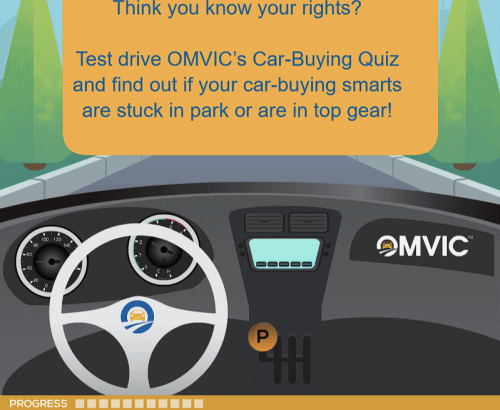 Think you know your rights?
Test drive OMVIC's Car-Buying Quiz
and find out if your car-buying smarts
are stuck in park or are in top gear!
OMVIC™
P
PROGRESS